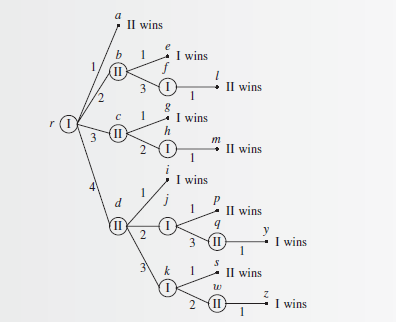 a
II wins
b 1 e I wins
1 II f l
3 I II wins
2 1
r I c 1 g I wins
3 II h
2 I m II wins
1
4 i I wins
d 1 j p
1 II wins
II 2 I q y
3 II I wins
1
3 k 1 s II wins
I w z
2 II I wins
1